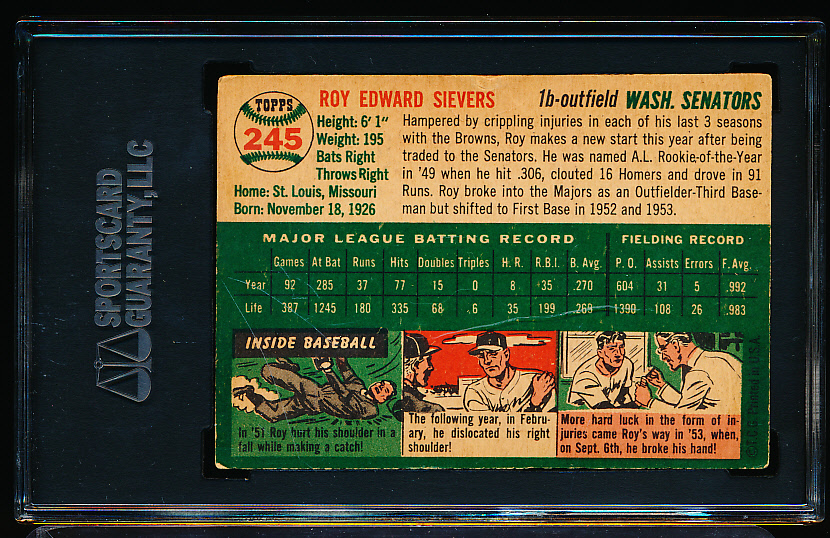 SPORTSCARD
GUARANTY, LLC
TOPPS
245
ROY EDWARD SIEVERS
1b-outfield WASH. SENATORS
Height: 6' 1"
Weight: 195
Bats Right
Throws Right
Home: St. Louis, Missouri
Born: November 18, 1926
Hampered by crippling injuries in each of his last 3 seasons
with the Browns, Roy makes a new start this year after being
traded to the Senators. He was named A.L. Rookie-of-the-Year
in '49 when he hit .306, clouted 16 Homers and drove in 91
Runs. Roy broke into the Majors as an Outfielder-Third Base-
man but shifted to First Base in 1952 and 1953.
MAJOR LEAGUE BATTING RECORD FIELDING RECORD
Games At Bat Runs Hits Doubles Triples H. R. R.B.I. B. Avg. P. O. Assists Errors F. Avg.
Year 92 285 37 77 15 0 8 35 .270 604 31 5 .992
Life 387 1245 180 335 68 6 35 199 .269 1390 108 26 .983
INSIDE BASEBALL
In '51 Roy hurt his shoulder in a
fall while making a catch!
The following year, in Febru-
ary, he dislocated his right
shoulder!
More hard luck in the form of in-
juries came Roy's way in '53, when,
on Sept. 6th, he broke his hand!
© T. C. G. Printed in U.S.A.